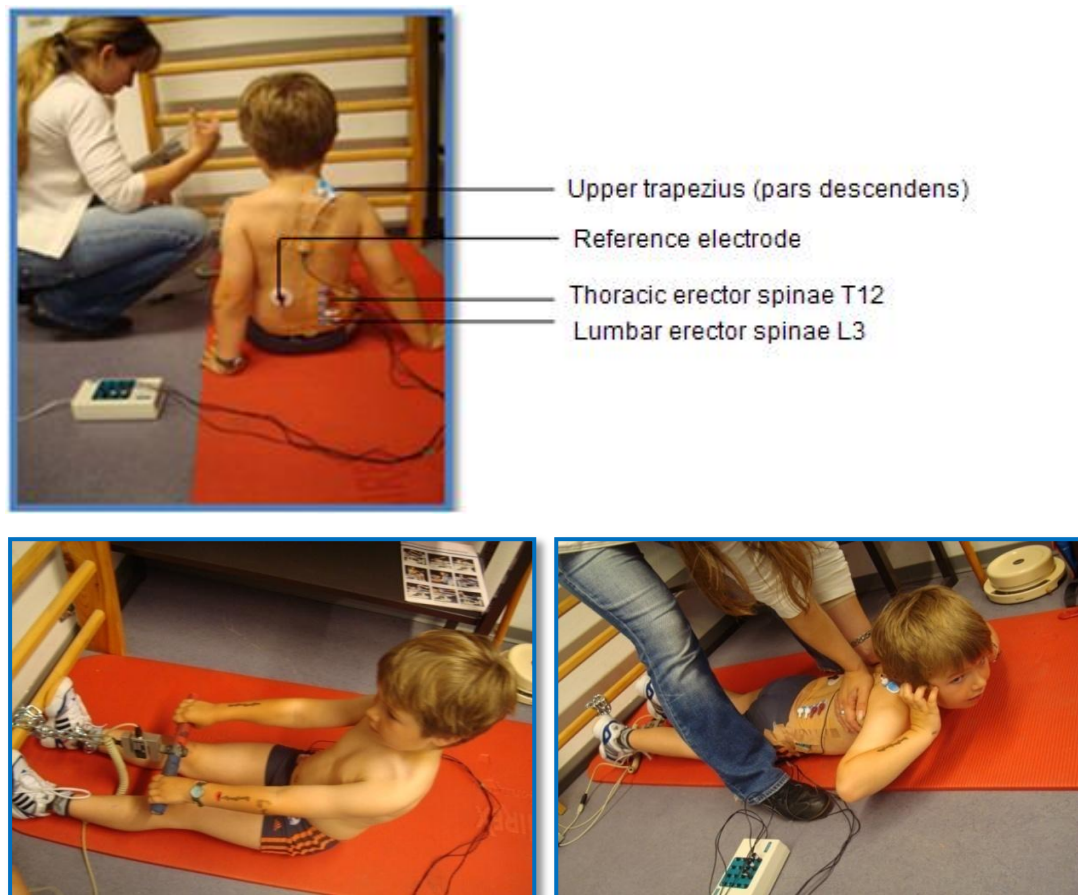 Upper trapezius (pars descendens)
Reference electrode
Thoracic erector spinae T12
Lumbar erector spinae L3